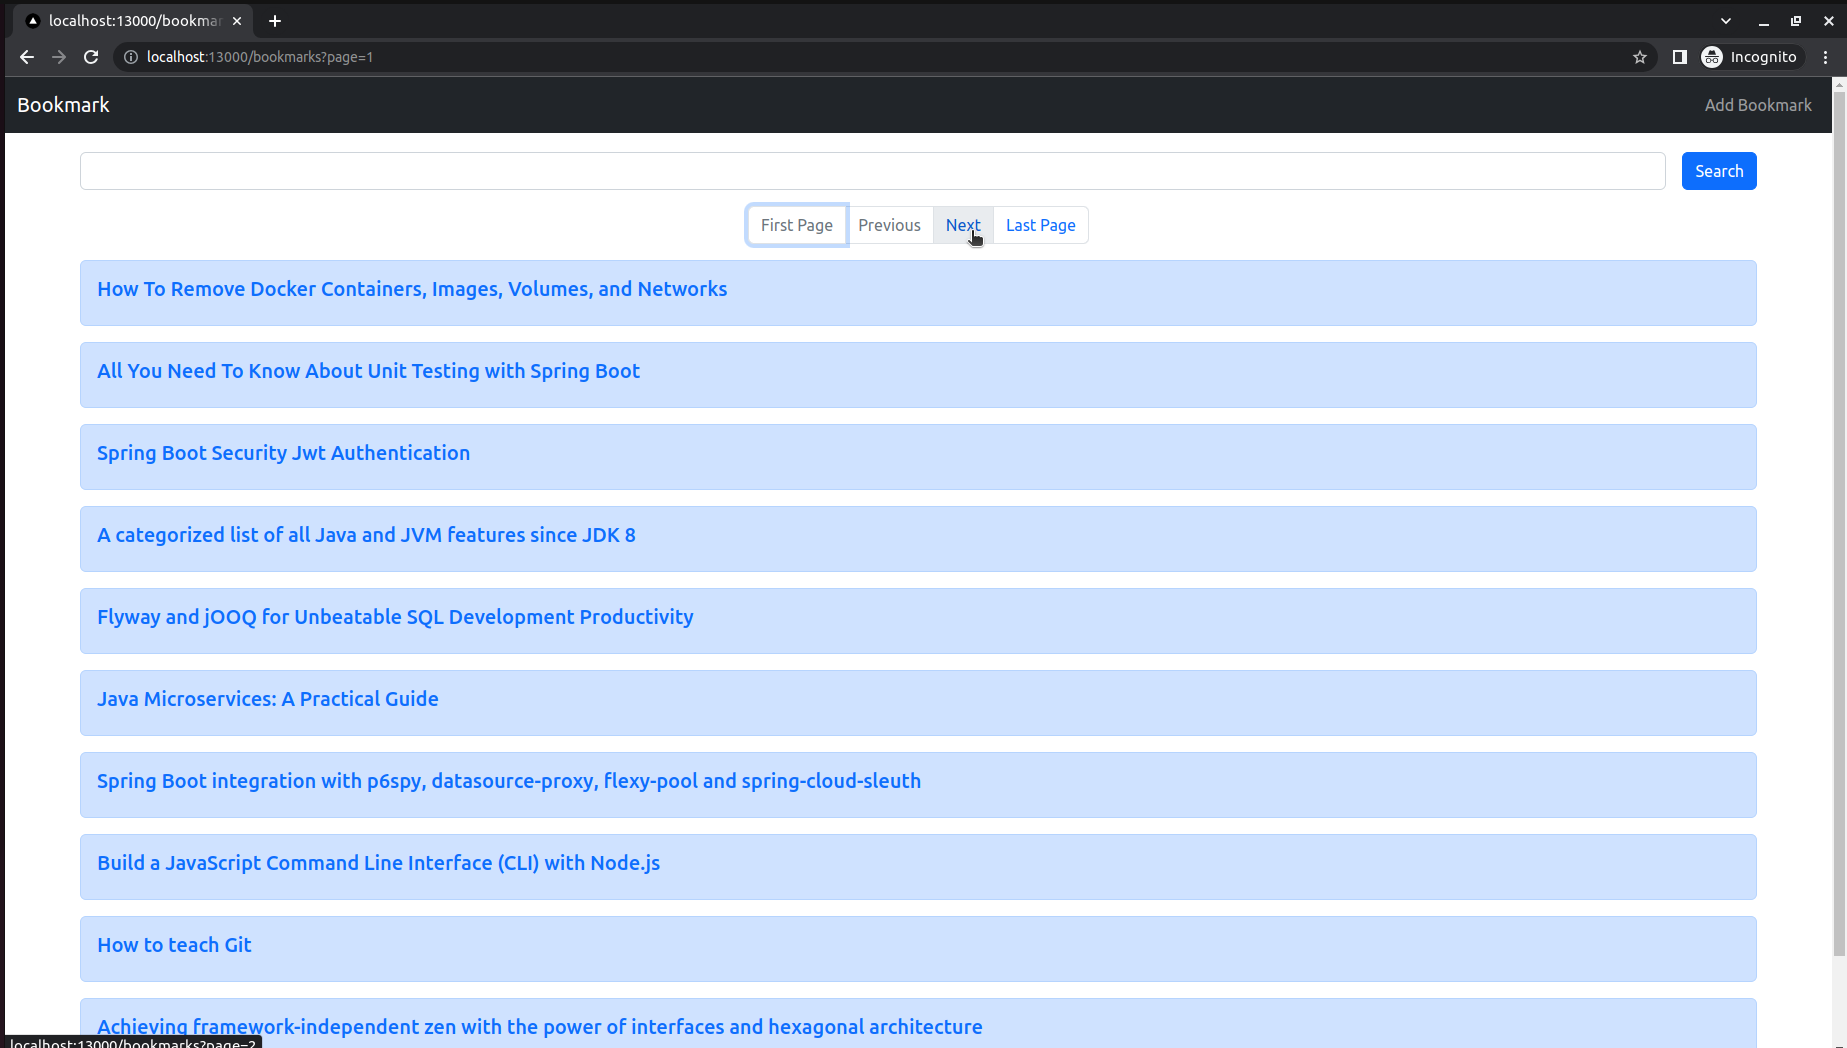 localhost:13000/bookmar
localhost:13000/bookmarks?page=1
Incognito
Bookmark
Add Bookmark
Search
First Page
Previous
Next
Last Page
How To Remove Docker Containers, Images, Volumes, and Networks
All You Need To Know About Unit Testing with Spring Boot
Spring Boot Security Jwt Authentication
A categorized list of all Java and JVM features since JDK 8
Flyway and jOOQ for Unbeatable SQL Development Productivity
Java Microservices: A Practical Guide
Spring Boot integration with p6spy, datasource-proxy, flexy-pool and spring-cloud-sleuth
Build a JavaScript Command Line Interface (CLI) with Node.js
How to teach Git
Achieving framework-independent zen with the power of interfaces and hexagonal architecture
localhost:13000/bookmarks?page=2